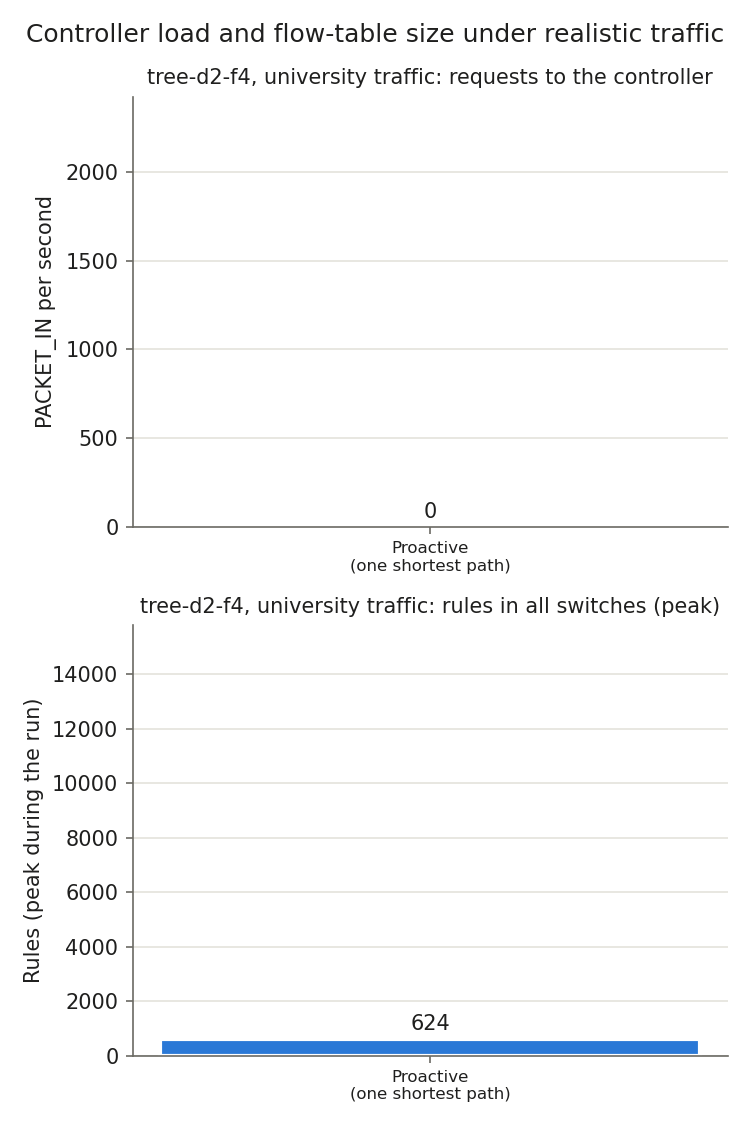 Controller load and flow-table size under realistic traffic
tree-d2-f4, university traffic: requests to the controller
PACKET_IN per second
2000
1500
1000
500
0
0
Proactive
(one shortest path)
tree-d2-f4, university traffic: rules in all switches (peak)
Rules (peak during the run)
14000
12000
10000
8000
6000
4000
2000
0
624
Proactive
(one shortest path)